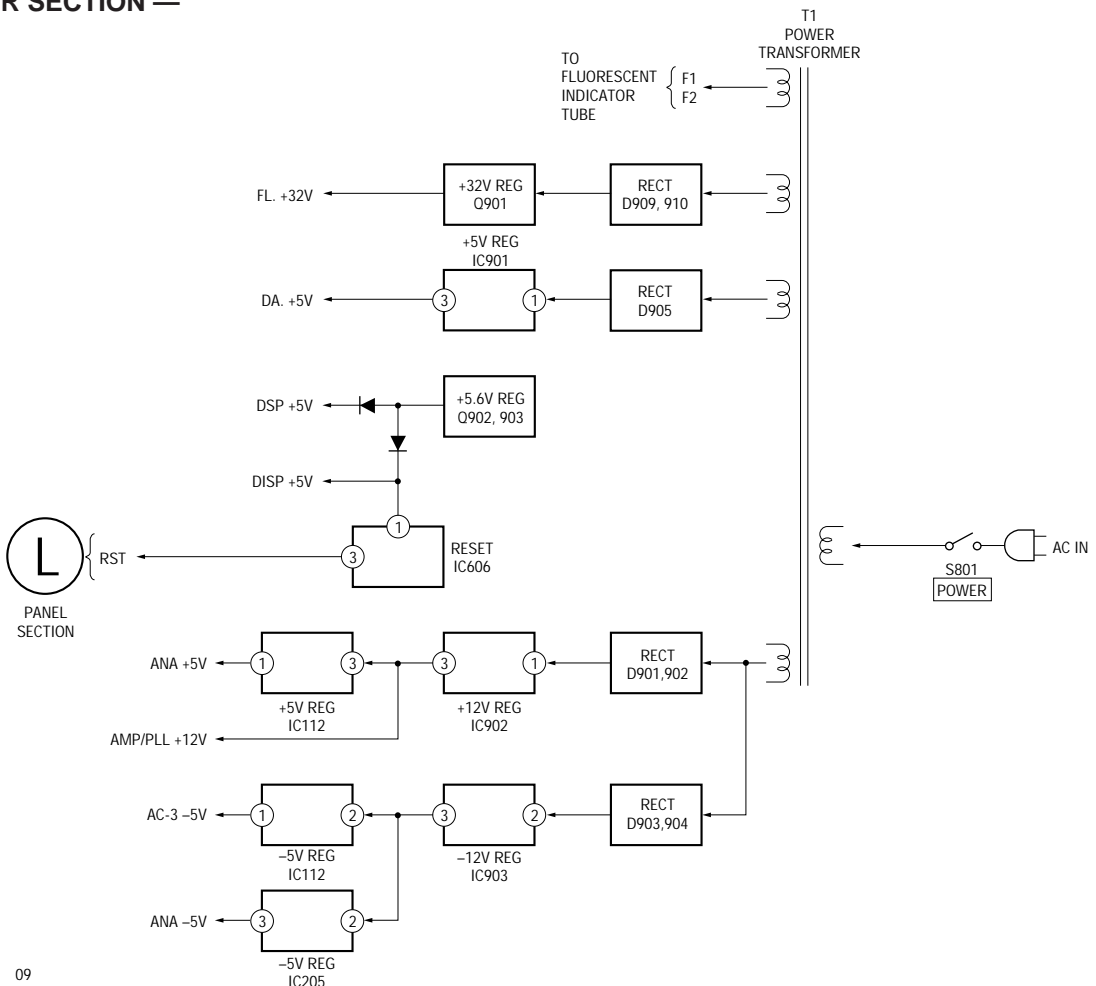 R SECTION —
T1
POWER
TRANSFORMER
TO
FLUORESCENT
INDICATOR
TUBE
F1
F2
FL. +32V
+32V REG
Q901
RECT
D909, 910
+5V REG
IC901
DA. +5V
3
1
RECT
D905
DSP +5V
+5.6V REG
Q902, 903
DISP +5V
1
L
RST
3
RESET
IC606
PANEL
SECTION
AC IN
S801
POWER
ANA +5V
1
3
3
1
RECT
D901,902
+5V REG
IC112
+12V REG
IC902
AMP/PLL +12V
AC-3 –5V
1
2
3
2
RECT
D903,904
–5V REG
IC112
–12V REG
IC903
ANA –5V
3
2
–5V REG
IC205
09